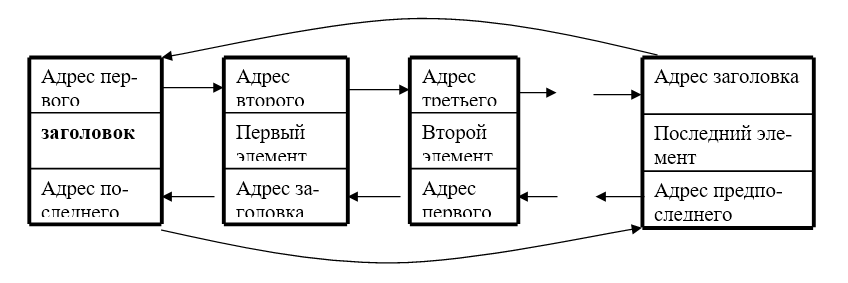 Адрес пер-
вого
заголовок
Адрес по-
следнего
Адрес
второго
Первый
элемент
Адрес за-
головка
Адрес
третьего
Второй
элемент
Адрес
первого
Адрес заголовка
Последний эле-
мент
Адрес предпо-
следнего